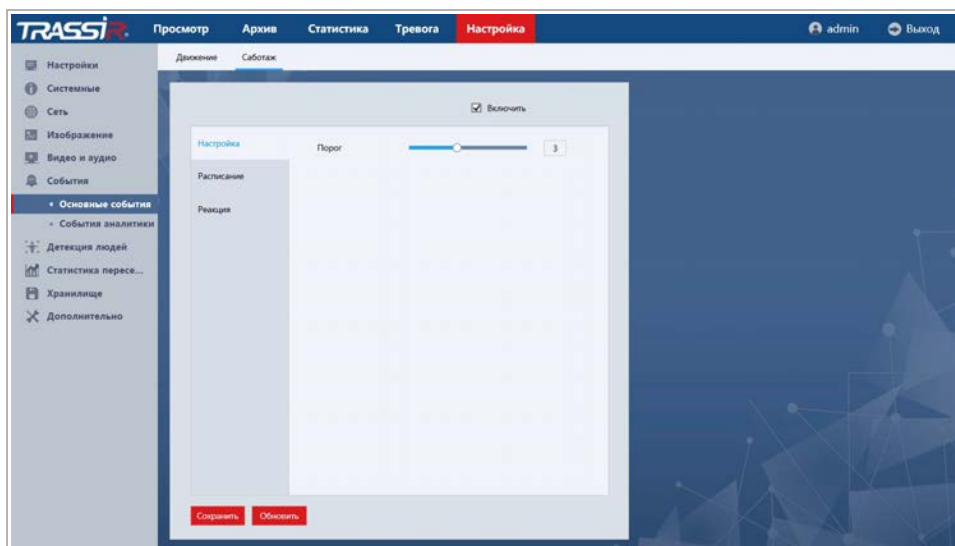 TRASSIR Просмотр Архив Статистика Тревога Настройка admin Выход
Движение Саботаж
Настройки
Системные
Сеть
Изображение
Видео и аудио
События
Основные события
События аналитики
Детекция людей
Статистика пересе...
Хранилище
Дополнительно
Включить
Настройка
Порог 3
Расписание
Реакция
Сохранить Обновить